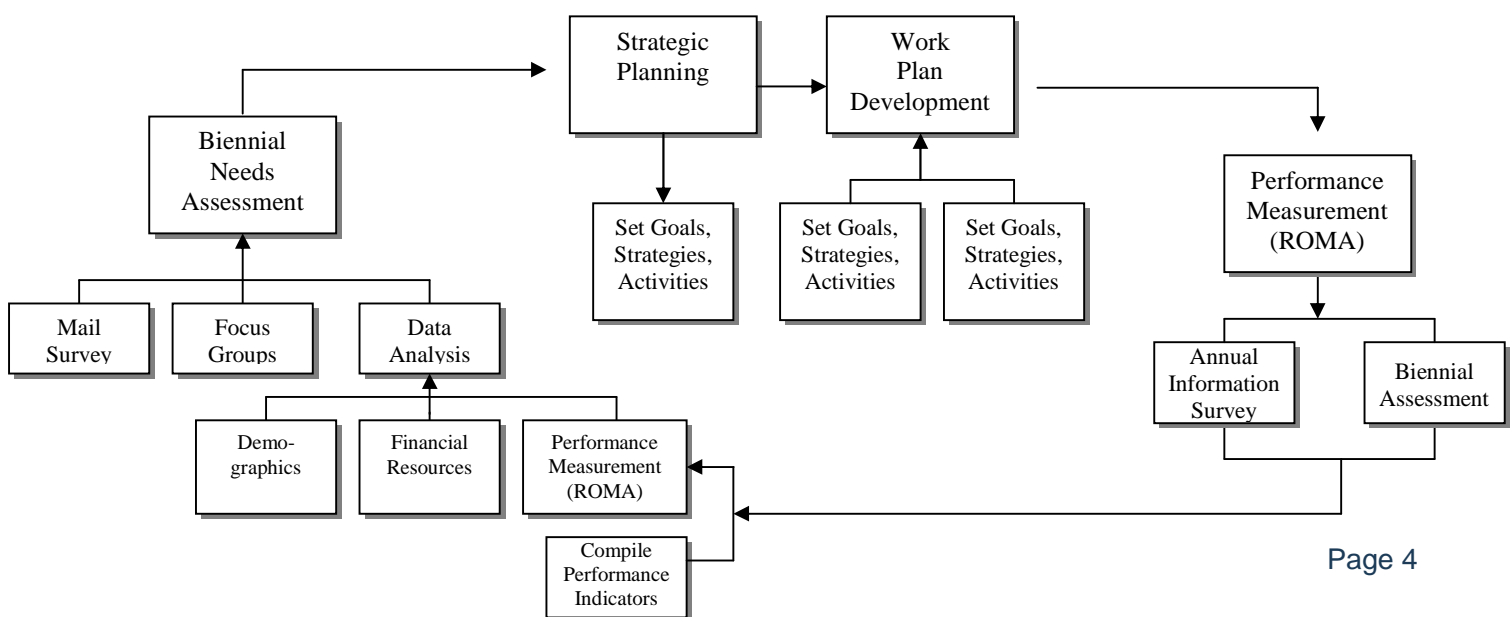 Strategic
Planning
Work
Plan
Development
Biennial
Needs
Assessment
Performance
Measurement
(ROMA)
Set Goals,
Strategies,
Activities
Set Goals,
Strategies,
Activities
Set Goals,
Strategies,
Activities
Mail
Survey
Focus
Groups
Data
Analysis
Annual
Information
Survey
Biennial
Assessment
Demo-
graphics
Financial
Resources
Performance
Measurement
(ROMA)
Compile
Performance
Indicators
Page 4